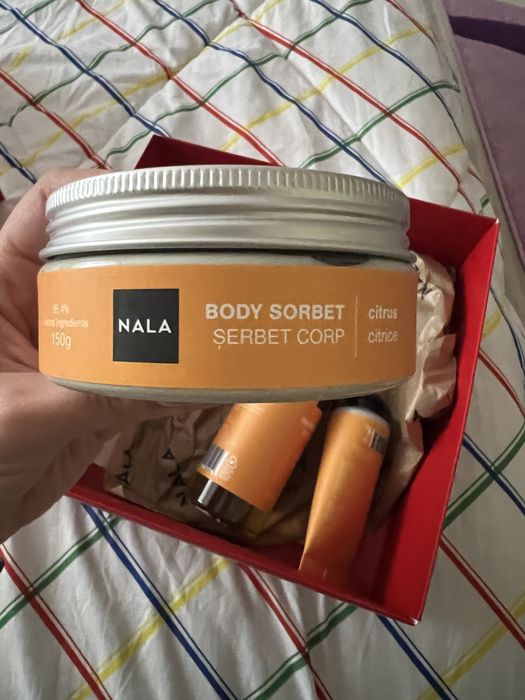 95.4%
natural ingredients
150g
NALA
BODY SORBET
ȘERBET CORP
citrus
citrice